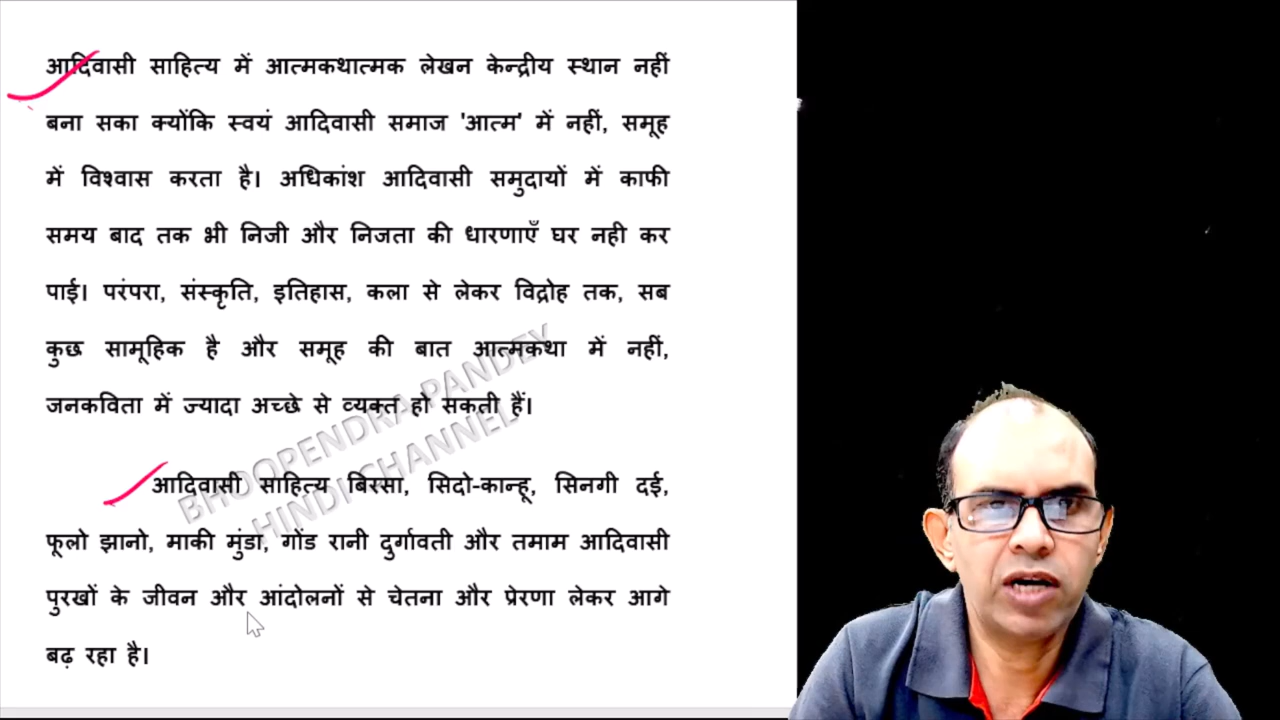 आदिवासी साहित्य में आत्मकथात्मक लेखन केन्द्रीय स्थान नहीं
बना सका क्योंकि स्वयं आदिवासी समाज 'आत्म' में नहीं, समूह
में विश्वास करता है। अधिकांश आदिवासी समुदायों में काफी
समय बाद तक भी निजी और निजता की धारणाएँ घर नही कर
पाई। परंपरा, संस्कृति, इतिहास, कला से लेकर विद्रोह तक, सब
कुछ सामूहिक है और समूह की बात आत्मकथा में नहीं,
जनकविता में ज्यादा अच्छे से व्यक्त हो सकती हैं।
आदिवासी साहित्य बिरसा, सिदो-कान्हू, सिनगी दई,
फूलो झानो, माकी मुंडा, गोंड रानी दुर्गावती और तमाम आदिवासी
पुरखों के जीवन और आंदोलनों से चेतना और प्रेरणा लेकर आगे
बढ़ रहा है।
BHOOPENDRA PANDEY
HINDI CHANNEL